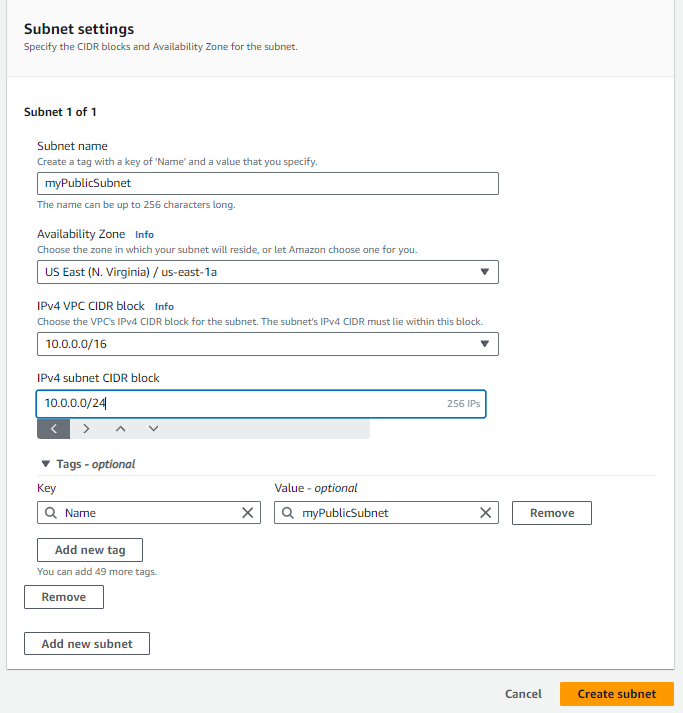 Subnet settings
Specify the CIDR blocks and Availability Zone for the subnet.
Subnet 1 of 1
Subnet name
Create a tag with a key of 'Name' and a value that you specify.
myPublicSubnet
The name can be up to 256 characters long.
Availability Zone Info
Choose the zone in which your subnet will reside, or let Amazon choose one for you.
US East (N. Virginia) / us-east-1a
IPv4 VPC CIDR block Info
Choose the VPC's IPv4 CIDR block for the subnet. The subnet's IPv4 CIDR must lie within this block.
10.0.0.0/16
IPv4 subnet CIDR block
10.0.0.0/24 256 IPs
Tags - optional
Key Value - optional
Name myPublicSubnet Remove
Add new tag
You can add 49 more tags.
Remove
Add new subnet
Cancel Create subnet